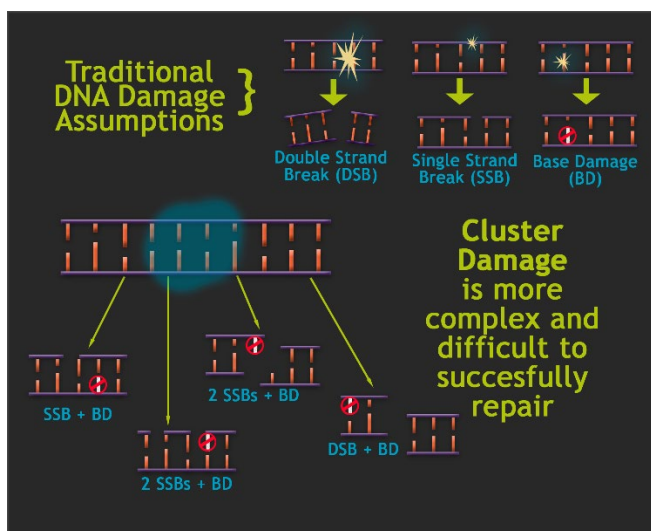 Traditional
DNA Damage
Assumptions
Double Strand
Break (DSB)
Single Strand
Break (SSB)
Base Damage
(BD)
Cluster
Damage
is more
complex and
difficult to
succesfully
repair
SSB + BD
2 SSBs + BD
2 SSBs + BD
DSB + BD